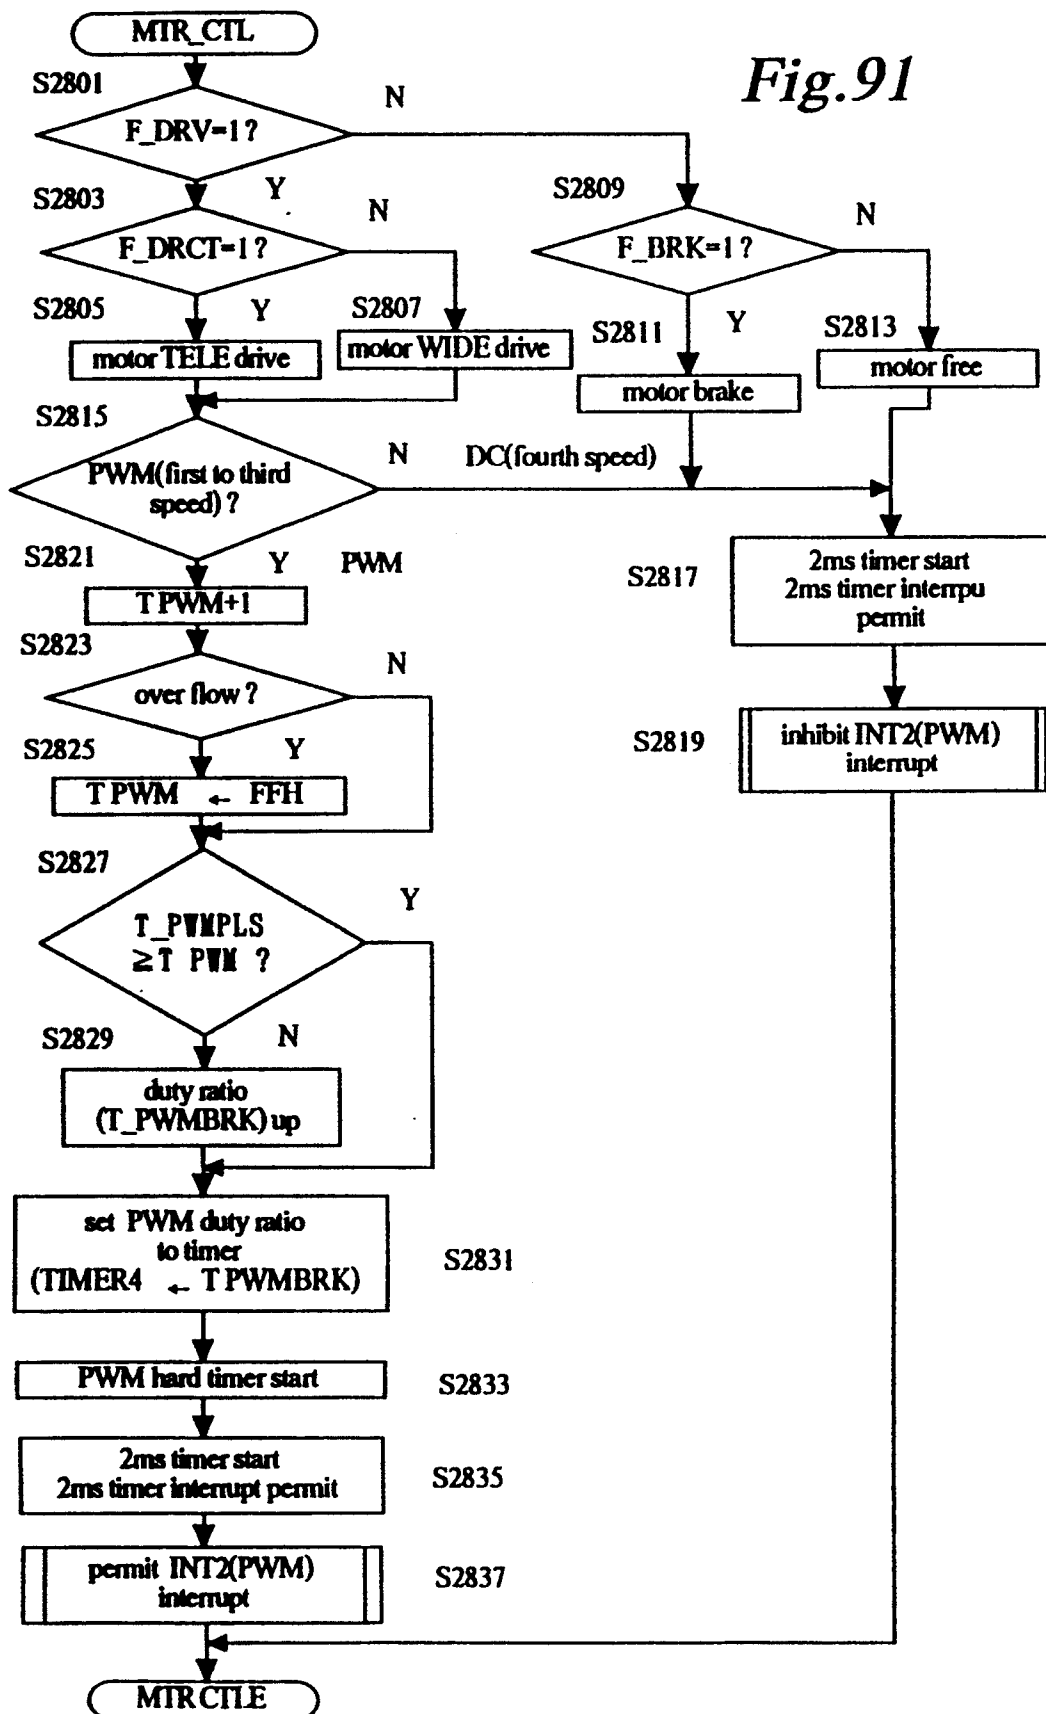 MTR_CTL
Fig.91
S2801
N
F_DRV=1?
Y
S2803
N
F_DRCT=1?
S2809
N
F_BRK=1?
S2805
Y
S2807
motor TELE drive
motor WIDE drive
S2811
Y
S2813
motor brake
motor free
S2815
PWM(first to third
speed)?
N
DC(fourth speed)
S2821
Y
PWM
T PWM+1
S2817
2ms timer start
2ms timer interrpu
permit
S2823
N
over flow?
S2825
Y
T PWM ← FFH
S2819
inhibit INT2(PWM)
interrupt
S2827
Y
T_PWMPLS
≥T PWM ?
S2829
N
duty ratio
(T_PWMBRK) up
set PWM duty ratio
to timer
(TIMER4 ← T PWMBRK)
S2831
PWM hard timer start
S2833
2ms timer start
2ms timer interrupt permit
S2835
permit INT2(PWM)
interrupt
S2837
MTR CTLE